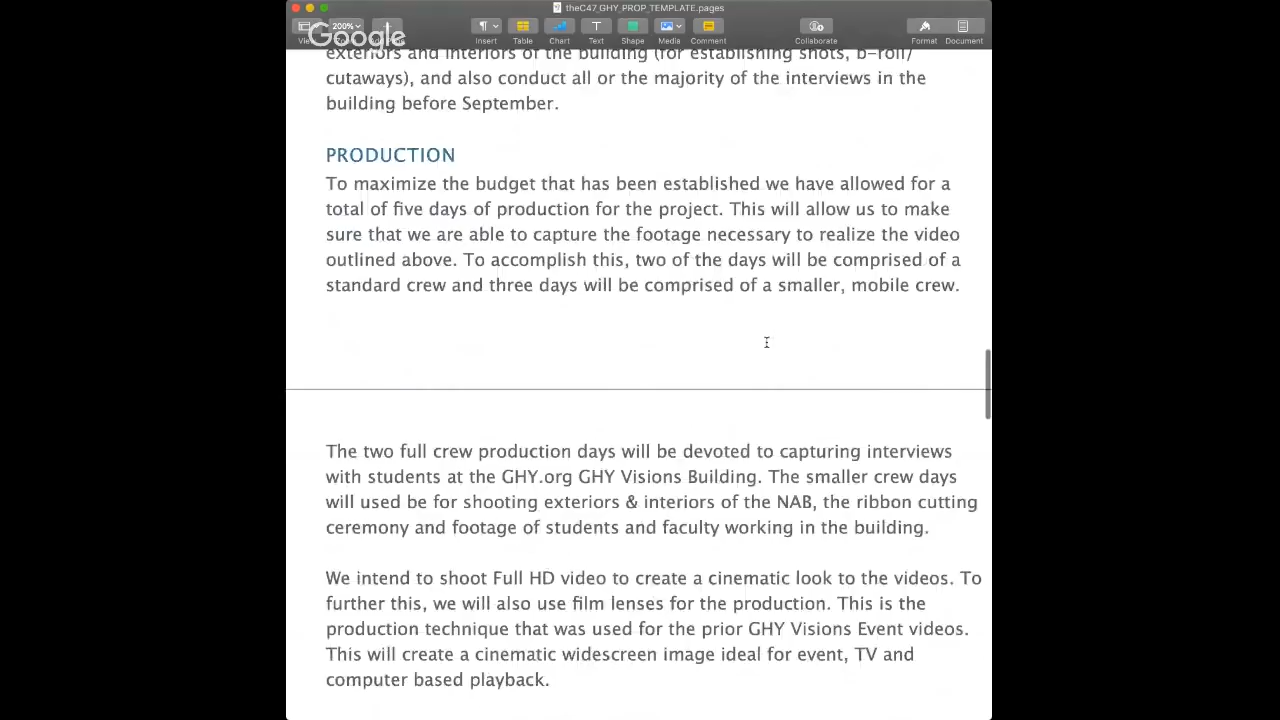 theC47_GHY_PROP_TEMPLATE.pages
200%
Google
Insert
Table
Chart
Text
Shape
Media
Comment
Collaborate
Format
Document
exteriors and interiors of the building (for establishing shots, b-roll/
cutaways), and also conduct all or the majority of the interviews in the
building before September.
PRODUCTION
To maximize the budget that has been established we have allowed for a
total of five days of production for the project. This will allow us to make
sure that we are able to capture the footage necessary to realize the video
outlined above. To accomplish this, two of the days will be comprised of a
standard crew and three days will be comprised of a smaller, mobile crew.
The two full crew production days will be devoted to capturing interviews
with students at the GHY.org GHY Visions Building. The smaller crew days
will used be for shooting exteriors & interiors of the NAB, the ribbon cutting
ceremony and footage of students and faculty working in the building.
We intend to shoot Full HD video to create a cinematic look to the videos. To
further this, we will also use film lenses for the production. This is the
production technique that was used for the prior GHY Visions Event videos.
This will create a cinematic widescreen image ideal for event, TV and
computer based playback.